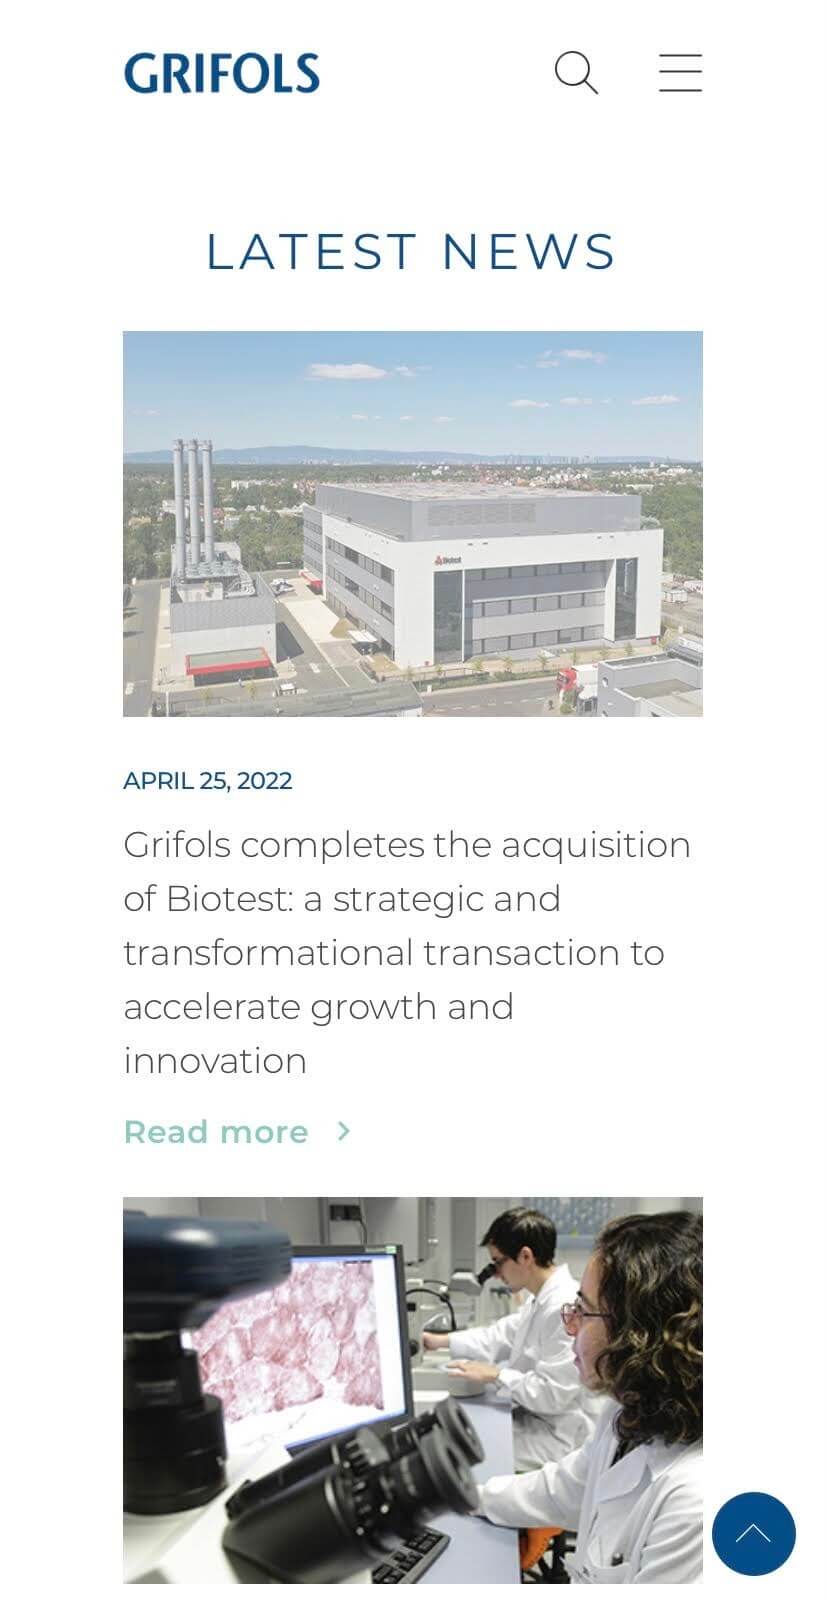 GRIFOLS
LATEST NEWS
Biotest
APRIL 25, 2022
Grifols completes the acquisition
of Biotest: a strategic and
transformational transaction to
accelerate growth and
innovation
Read more